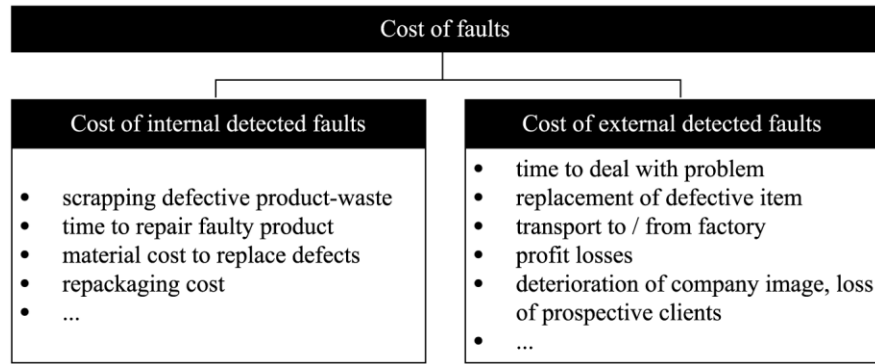 Cost of faults
Cost of internal detected faults
• scrapping defective product-waste
• time to repair faulty product
• material cost to replace defects
• repackaging cost
• ...
Cost of external detected faults
• time to deal with problem
• replacement of defective item
• transport to / from factory
• profit losses
• deterioration of company image, loss
of prospective clients
• ...